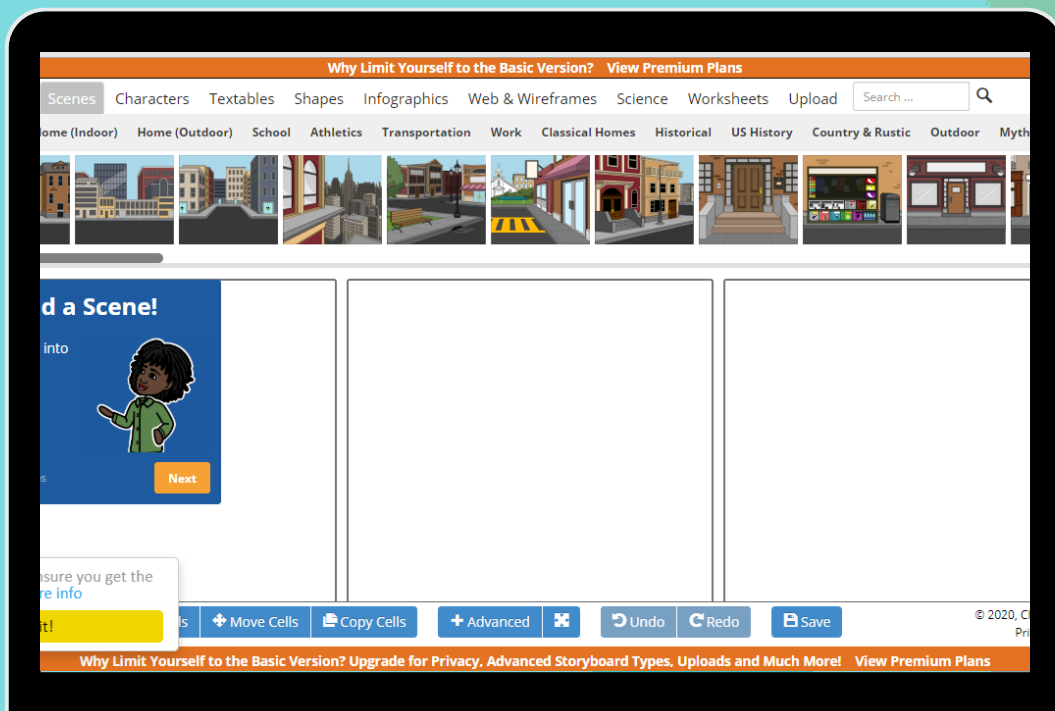 Why Limit Yourself to the Basic Version? View Premium Plans
Scenes Characters Textables Shapes Infographics Web & Wireframes Science Worksheets Upload Search ...
(Indoor) Home (Outdoor) School Athletics Transportation Work Classical Homes Historical US History Country & Rustic Outdoor Myth
d a Scene!
into
Next
nsure you get the
re info
it!
ls Move Cells Copy Cells + Advanced Undo Redo Save
© 2020, Cl
Pri
Why Limit Yourself to the Basic Version? Upgrade for Privacy, Advanced Storyboard Types, Uploads and Much More! View Premium Plans